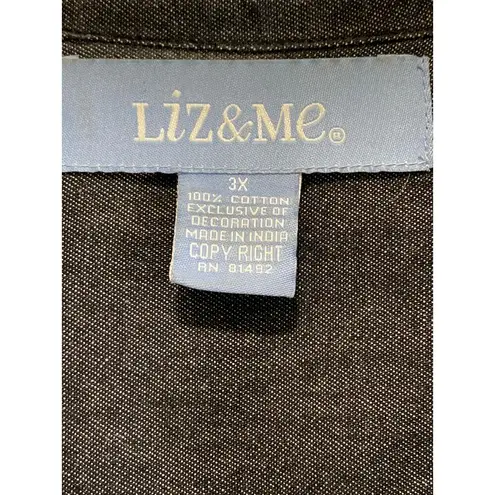 Liz&Me®
3X
100% COTTON
EXCLUSIVE OF
DECORATION
MADE IN INDIA
COPY RIGHT
RN 81492